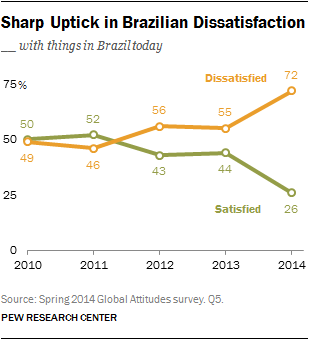 Sharp Uptick in Brazilian Dissatisfaction
__ with things in Brazil today
75%
50
25
0
50
52
56
55
72
Dissatisfied
49
46
43
44
26
Satisfied
2010 2011 2012 2013 2014
Source: Spring 2014 Global Attitudes survey. Q5.
PEW RESEARCH CENTER